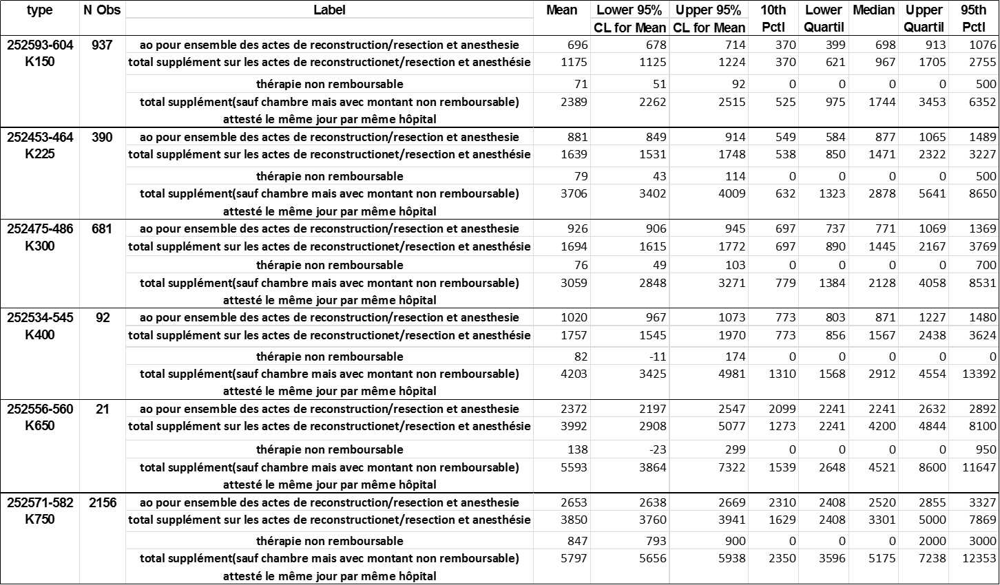 type N Obs Label Mean Lower 95% Upper 95% 10th Lower Median Upper 95th
CL for Mean CL for Mean Pctl Quartil Quartil Pctl
252593-604 937 ao pour ensemble des actes de reconstruction/resection et anesthesie 696 678 714 370 399 698 913 1076
K150 total supplément sur les actes de reconstructionet/resection et anesthésie 1175 1125 1224 370 621 967 1705 2755
thérapie non remboursable 71 51 92 0 0 0 0 500
total supplément(sauf chambre mais avec montant non remboursable) 2389 2262 2515 525 975 1744 3453 6352
attesté le même jour par même hôpital
252453-464 390 ao pour ensemble des actes de reconstruction/resection et anesthesie 881 849 914 549 584 877 1065 1489
K225 total supplément sur les actes de reconstructionet/resection et anesthésie 1639 1531 1748 538 850 1471 2322 3227
thérapie non remboursable 79 43 114 0 0 0 0 500
total supplément(sauf chambre mais avec montant non remboursable) 3706 3402 4009 632 1323 2878 5641 8650
attesté le même jour par même hôpital
252475-486 681 ao pour ensemble des actes de reconstruction/resection et anesthesie 926 906 945 697 737 771 1069 1369
K300 total supplément sur les actes de reconstructionet/resection et anesthésie 1694 1615 1772 697 890 1445 2167 3769
thérapie non remboursable 76 49 103 0 0 0 0 700
total supplément(sauf chambre mais avec montant non remboursable) 3059 2848 3271 779 1384 2128 4058 8531
attesté le même jour par même hôpital
252534-545 92 ao pour ensemble des actes de reconstruction/resection et anesthesie 1020 967 1073 773 803 871 1227 1480
K400 total supplément sur les actes de reconstructionet/resection et anesthésie 1757 1545 1970 773 856 1567 2438 3624
thérapie non remboursable 82 -11 174 0 0 0 0 0
total supplément(sauf chambre mais avec montant non remboursable) 4203 3425 4981 1310 1568 2912 4554 13392
attesté le même jour par même hôpital
252556-560 21 ao pour ensemble des actes de reconstruction/resection et anesthesie 2372 2197 2547 2099 2241 2241 2632 2892
K650 total supplément sur les actes de reconstructionet/resection et anesthésie 3992 2908 5077 1273 2241 4200 4844 8100
thérapie non remboursable 138 -23 299 0 0 0 0 950
total supplément(sauf chambre mais avec montant non remboursable) 5593 3864 7322 1539 2648 4521 8600 11647
attesté le même jour par même hôpital
252571-582 2156 ao pour ensemble des actes de reconstruction/resection et anesthesie 2653 2638 2669 2310 2408 2520 2855 3327
K750 total supplément sur les actes de reconstructionet/resection et anesthésie 3850 3760 3941 1629 2408 3301 5000 7869
thérapie non remboursable 847 793 900 0 0 0 2000 3000
total supplément(sauf chambre mais avec montant non remboursable) 5797 5656 5938 2350 3596 5175 7238 12353
attesté le même jour par même hôpital